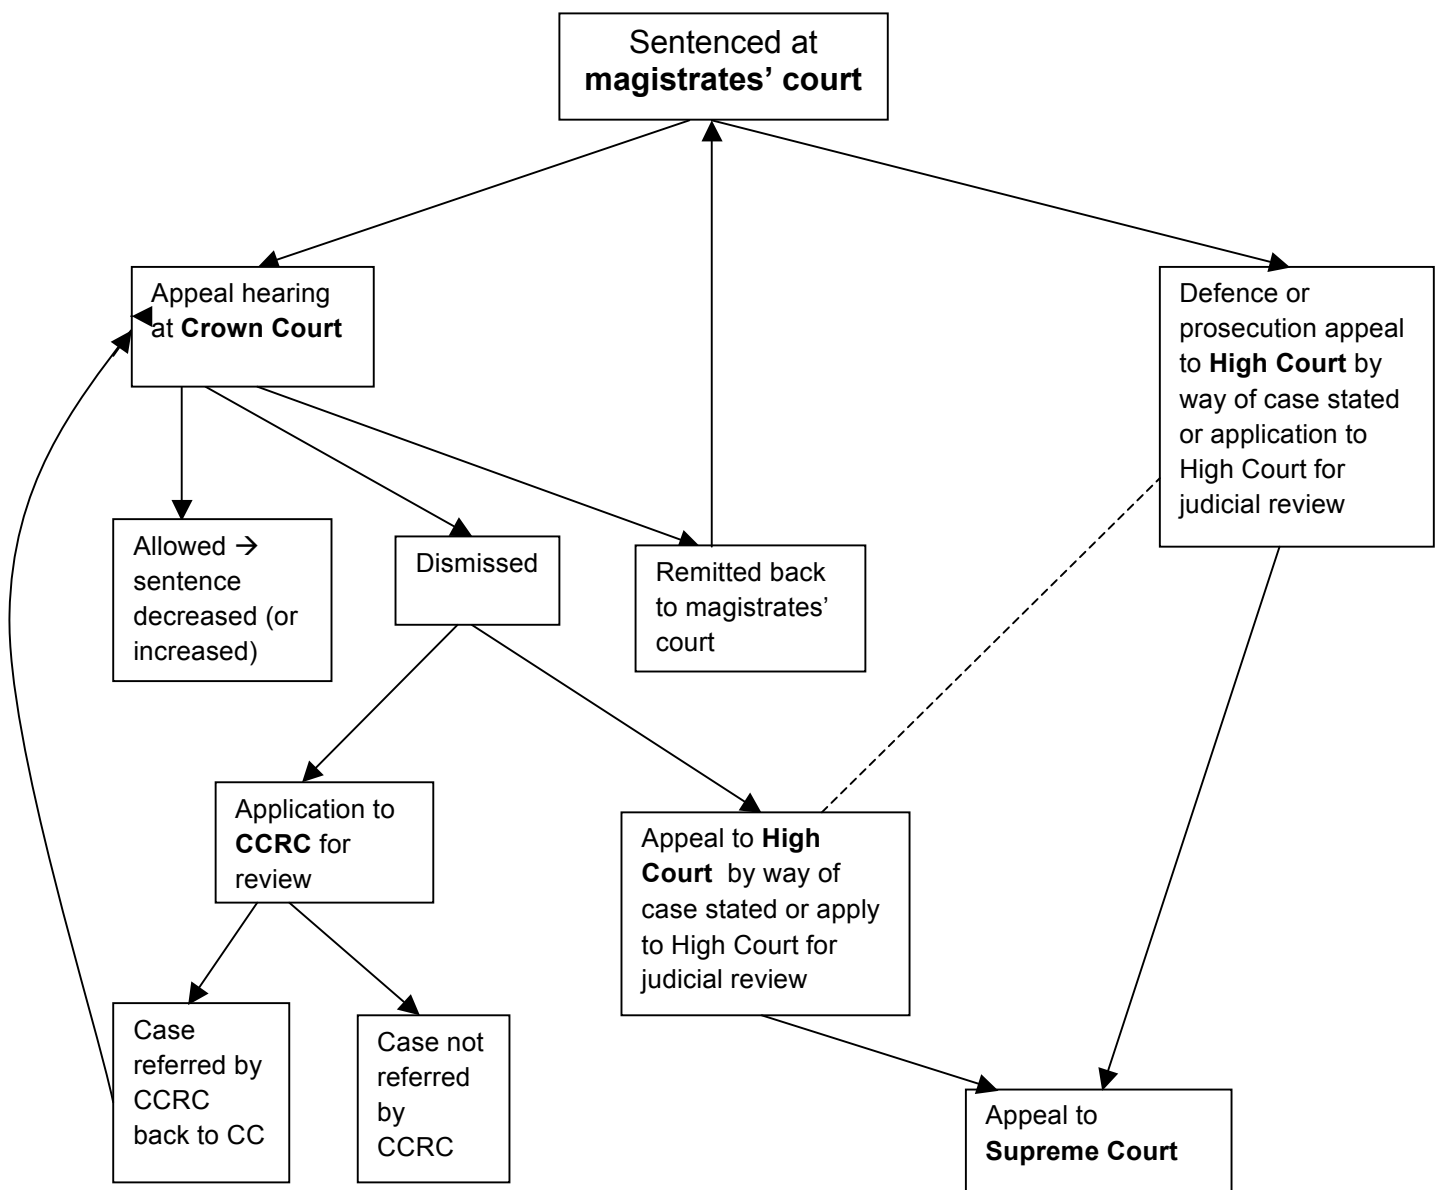 Sentenced at
magistrates’ court
Appeal hearing
at Crown Court
Defence or
prosecution appeal
to High Court by
way of case stated
or application to
High Court for
judicial review
Allowed →
sentence
decreased (or
increased)
Dismissed
Remitted back
to magistrates’
court
Application to
CCRC for
review
Appeal to High
Court by way of
case stated or apply
to High Court for
judicial review
Case
referred by
CCRC
back to CC
Case not
referred
by
CCRC
Appeal to
Supreme Court